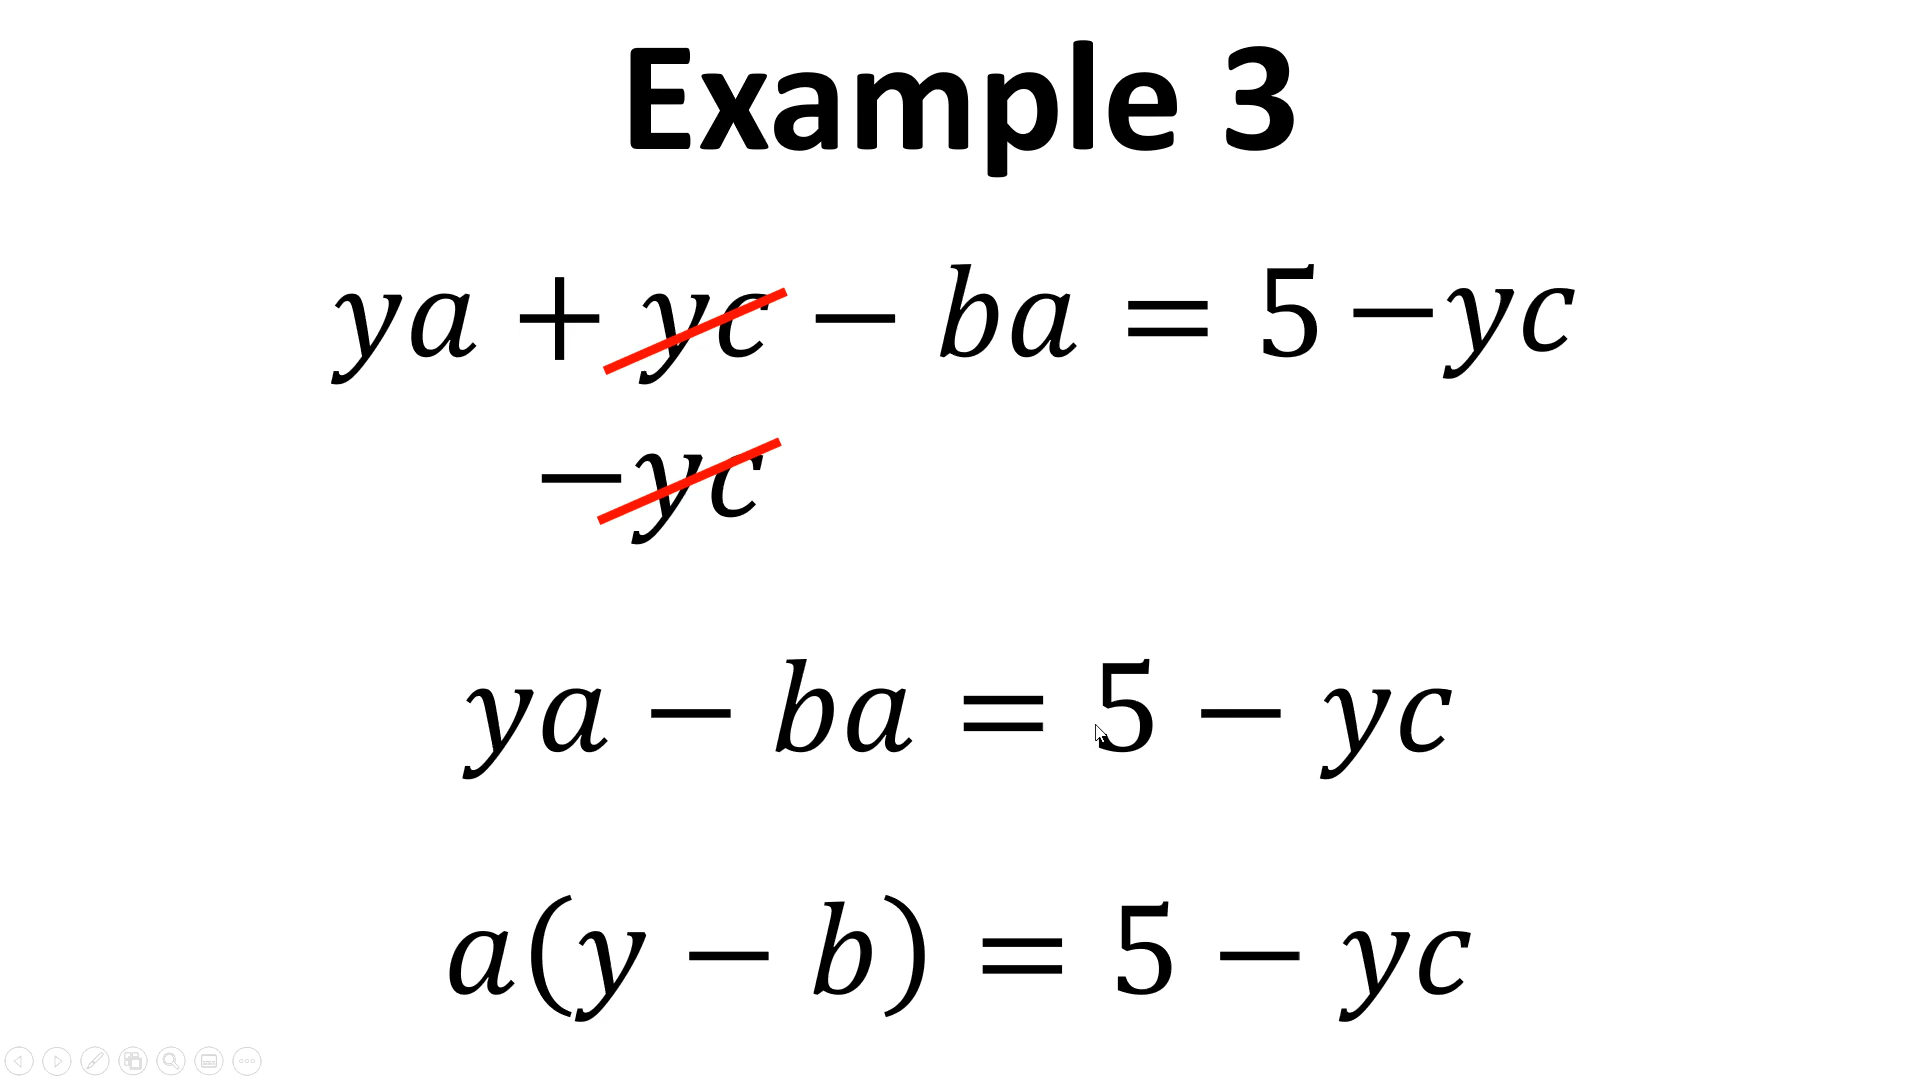 Example 3
ya + yc − ba = 5 −yc
−yc
ya − ba = 5 − yc
a(y − b) = 5 − yc